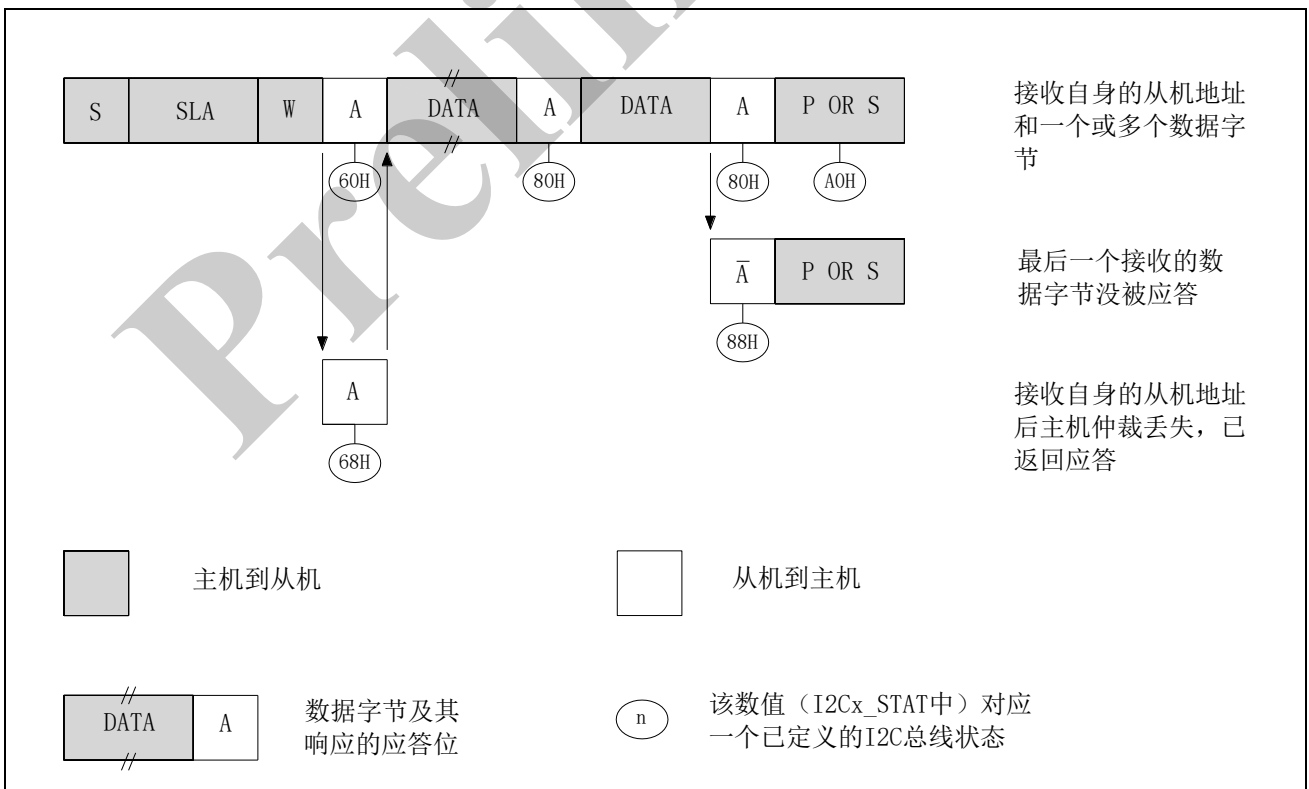 S SLA W A DATA A DATA A P OR S
接收自身的从机地址
和一个或多个数据字
节
60H 80H 80H A0H
A̅ P OR S
最后一个接收的数
据字节没被应答
88H
A
接收自身的从机地址
后主机仲裁丢失，已
返回应答
68H
主机到从机
从机到主机
DATA A
数据字节及其
响应的应答位
n
该数值（I2Cx_STAT中）对应
一个已定义的I2C总线状态